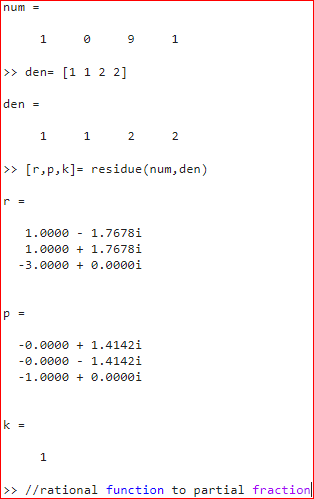 num =
1 0 9 1
>> den= [1 1 2 2]
den =
1 1 2 2
>> [r,p,k]= residue(num,den)
r =
1.0000 - 1.7678i
1.0000 + 1.7678i
-3.0000 + 0.0000i
p =
-0.0000 + 1.4142i
-0.0000 - 1.4142i
-1.0000 + 0.0000i
k =
1
>> //rational function to partial fraction